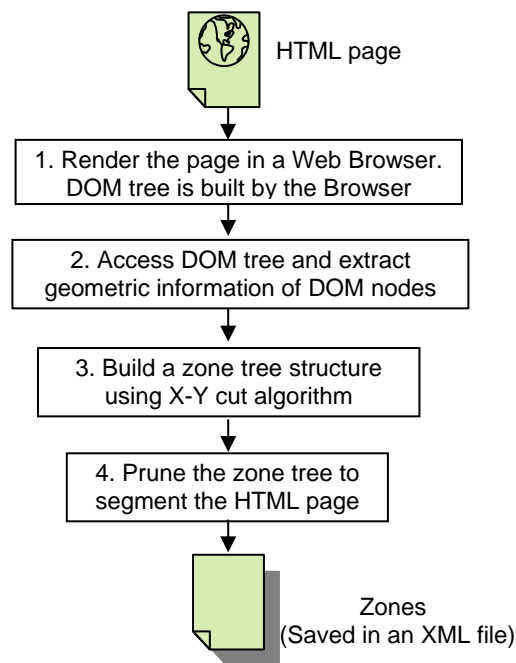 HTML page
1. Render the page in a Web Browser.
DOM tree is built by the Browser
2. Access DOM tree and extract
geometric information of DOM nodes
3. Build a zone tree structure
using X-Y cut algorithm
4. Prune the zone tree to
segment the HTML page
Zones
(Saved in an XML file)